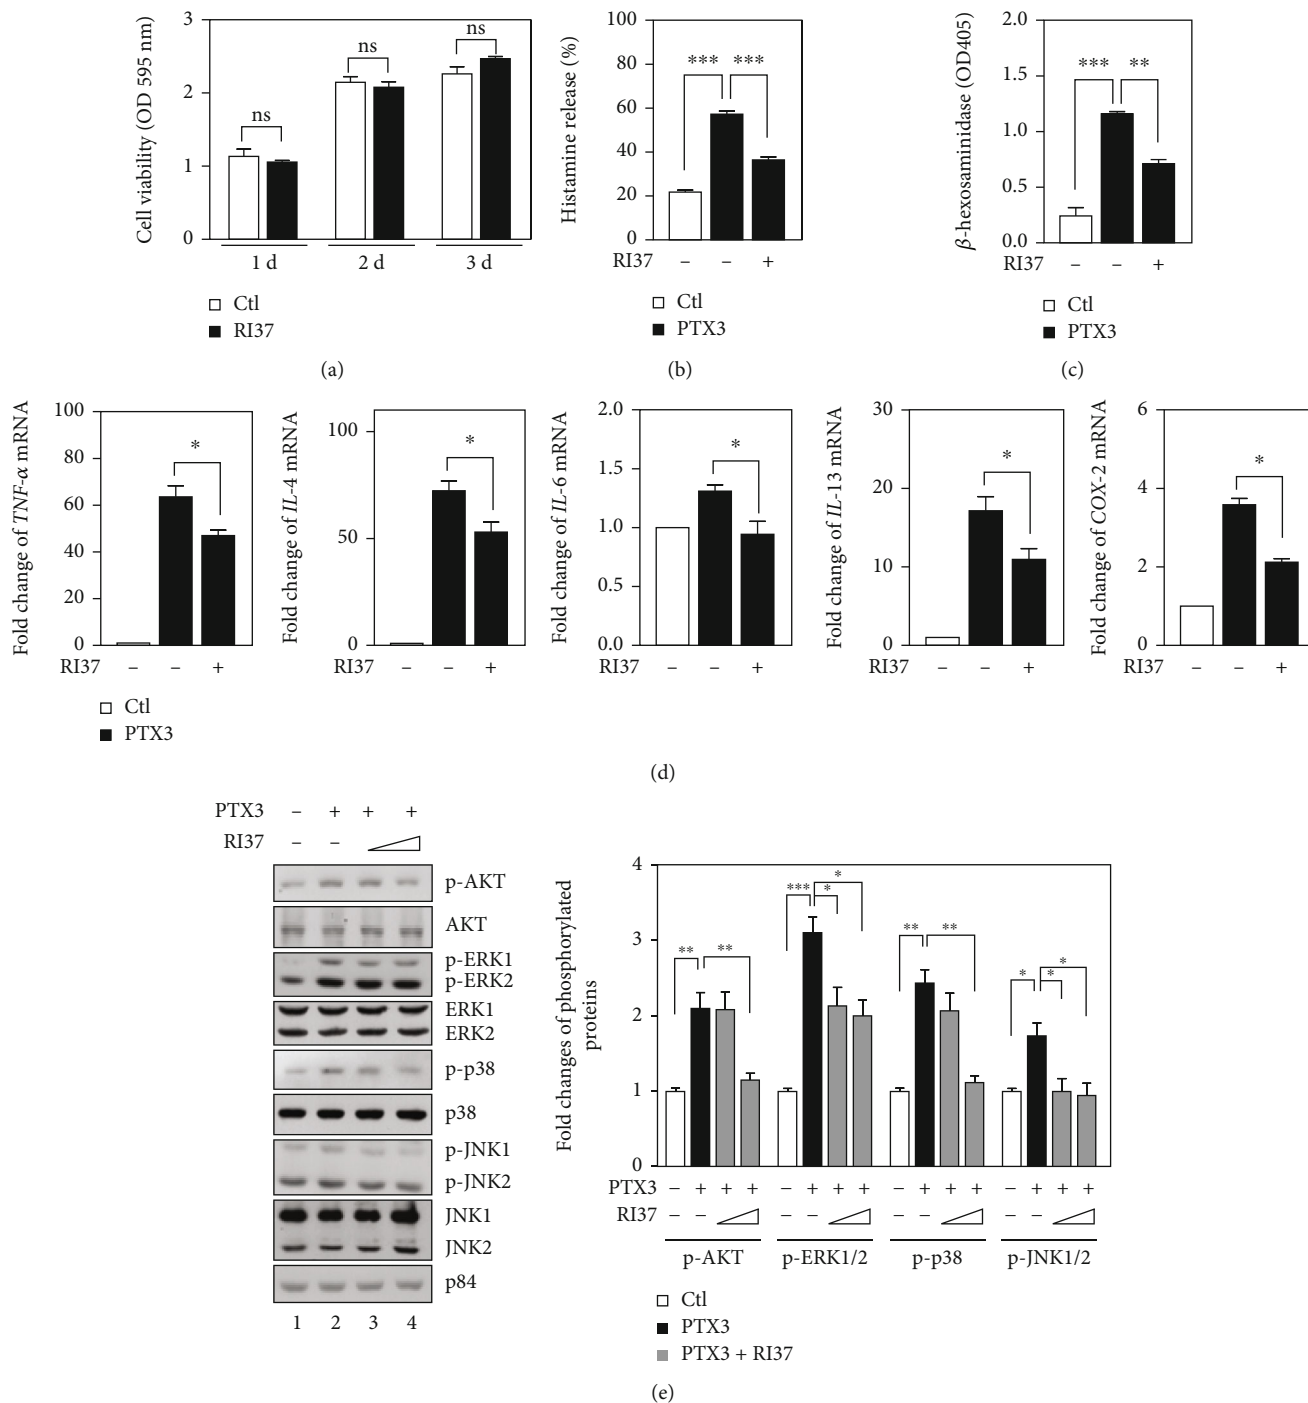 Cell viability (OD 595 nm)
3
2
1
0
ns
ns
ns
1 d
2 d
3 d
Ctl
RI37
(a)
Histamine release (%)
100
80
60
40
20
0
***
***
RI37
–
–
+
Ctl
PTX3
(b)
β-hexosaminidase (OD405)
2.0
1.5
1.0
0.5
0.0
***
**
RI37
–
–
+
Ctl
PTX3
(c)
Fold change of TNF-α mRNA
100
80
60
40
20
0
*
RI37
–
–
+
Fold change of IL-4 mRNA
100
50
0
*
RI37
–
–
+
Fold change of IL-6 mRNA
2.0
1.5
1.0
0.5
0.0
*
RI37
–
–
+
Fold change of IL-13 mRNA
30
20
10
0
*
RI37
–
–
+
Fold change of COX-2 mRNA
6
4
2
0
*
RI37
–
–
+
Ctl
PTX3
(d)
PTX3 – + + +
RI37 – –
p-AKT
AKT
p-ERK1
p-ERK2
ERK1
ERK2
p-p38
p38
p-JNK1
p-JNK2
JNK1
JNK2
p84
1 2 3 4
Fold changes of phosphorylated
proteins
4
3
2
1
0
** **
*** * *
** **
* * *
PTX3 – + + + – + + + – + + + – + + +
RI37 – – – – – – – –
p-AKT
p-ERK1/2
p-p38
p-JNK1/2
Ctl
PTX3
PTX3 + RI37
(e)